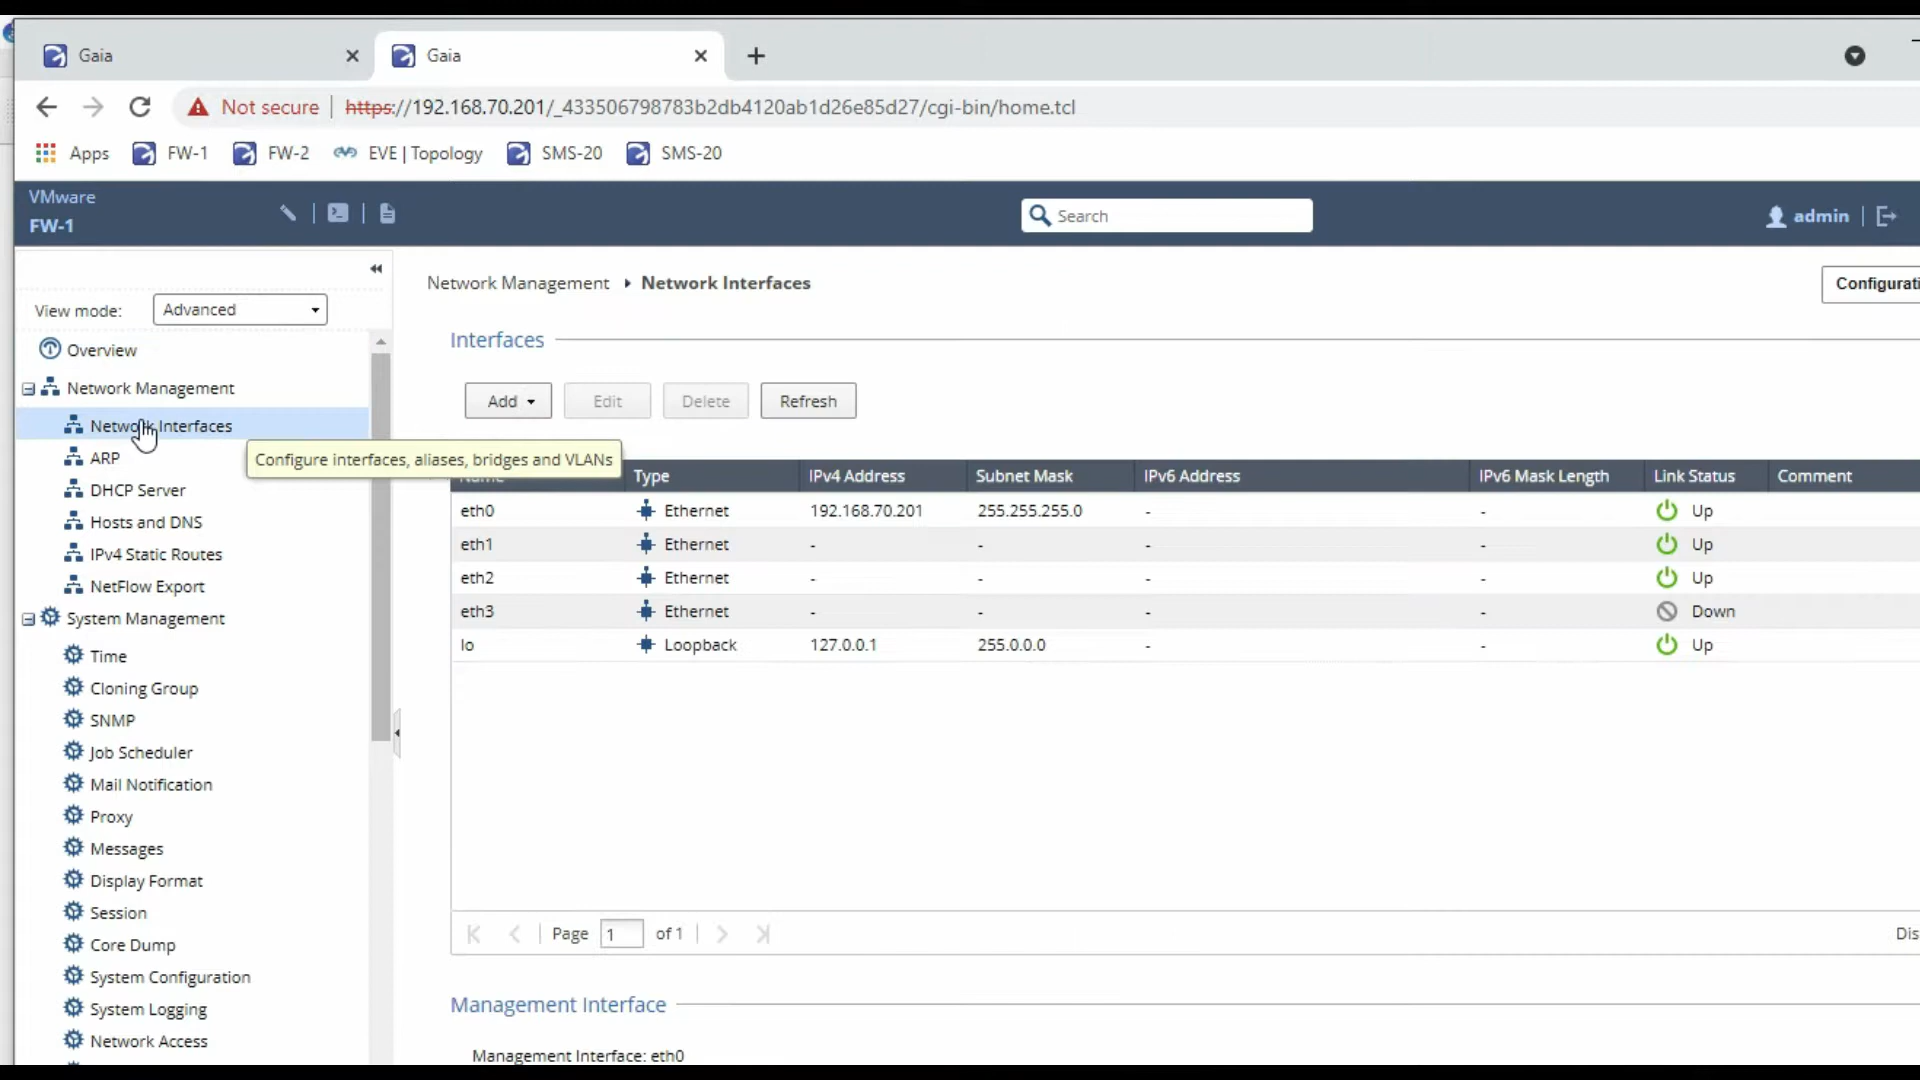 Gaia
Gaia
Not secure
https://192.168.70.201/_433506798783b2db4120ab1d26e85d27/cgi-bin/home.tcl
Apps FW-1 FW-2 EVE | Topology SMS-20 SMS-20
VMware
FW-1
Search
admin
View mode: Advanced
Overview
Network Management
Network Interfaces
ARP
DHCP Server
Hosts and DNS
IPv4 Static Routes
NetFlow Export
System Management
Time
Cloning Group
SNMP
Job Scheduler
Mail Notification
Proxy
Messages
Display Format
Session
Core Dump
System Configuration
System Logging
Network Access
Network Management Network Interfaces
Configurati
Interfaces
Add Edit Delete Refresh
Configure interfaces, aliases, bridges and VLANs
Name Type IPv4 Address Subnet Mask IPv6 Address IPv6 Mask Length Link Status Comment
eth0 Ethernet 192.168.70.201 255.255.255.0 - - Up
eth1 Ethernet - - - - Up
eth2 Ethernet - - - - Up
eth3 Ethernet - - - - Down
lo Loopback 127.0.0.1 255.0.0.0 - - Up
Page 1 of 1
Dis
Management Interface
Management Interface: eth0